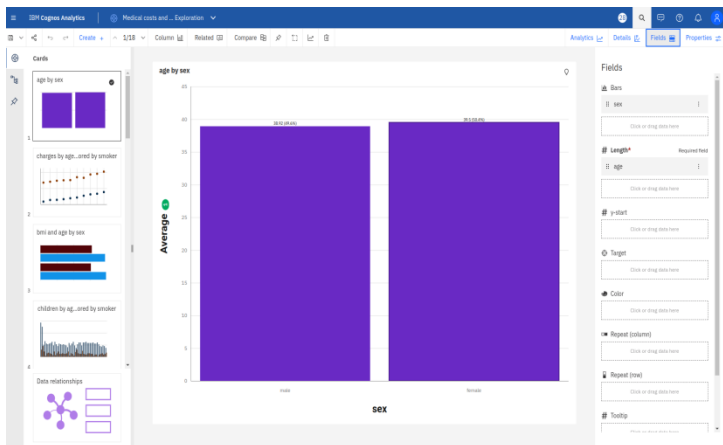 IBM Cognos Analytics
Medical costs and ... Exploration
Create
1/18
Column
Related
Compare
Analytics
Details
Fields
Properties
Cards
age by sex
1
charges by age...ored by smoker
2
bmi and age by sex
3
children by ag...ored by smoker
4
Data relationships
age by sex
Average
45
40
35
30
25
20
15
10
5
0
male
female
sex
Fields
Bars
sex
Click or drag data here
Length*
Required field
age
Click or drag data here
y-start
Click or drag data here
Target
Click or drag data here
Color
Click or drag data here
Repeat (column)
Click or drag data here
Repeat (row)
Click or drag data here
Tooltip